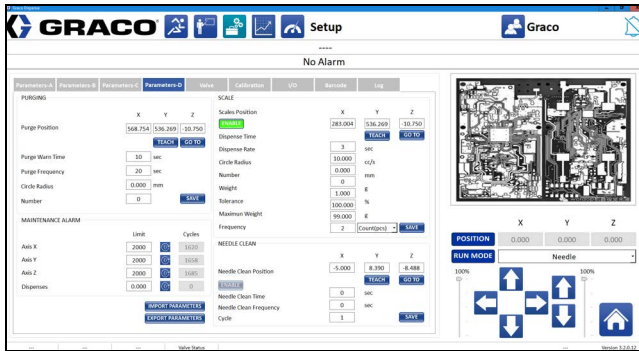 Graco Dispense
GRACO Setup Graco
----
No Alarm
Parameters-A Parameters-B Parameters-C Parameters-D Valve Calibration I/O Barcode Log
PURGING
X Y Z
Purge Position 568.754 536.269 -10.750
TEACH GO TO
Purge Warn Time 10 sec
Purge Frequency 20 sec
Circle Radius 0.000 mm
Number 0 SAVE
MAINTENANCE ALARM
Limit Cycles
Axis X 2000 1620
Axis Y 2000 1658
Axis Z 2000 1685
Dispenses 0.000 0
IMPORT PARAMETERS
EXPORT PARAMETERS
SCALE
Scales Position X Y Z
ENABLE 283.004 536.269 -10.750
Dispense Time TEACH GO TO
Dispense Rate 3 sec
Circle Radius 10.000 cc/s
Number 0.000 mm
0
Weight 1.000 g
Tolerance 100.000 %
Maximun Weight 99.000 g
Frequency 2 Count(pcs) SAVE
NEEDLE CLEAN
X Y Z
Needle Clean Position -5.000 8.390 -8.488
ENABLE TEACH GO TO
Needle Clean Time 0 sec
Needle Clean Frequency 0 sec
Cycle 1 SAVE
X Y Z
POSITION 0.000 0.000 0.000
RUN MODE Needle
100% 100%
--- --- --- Valve Status --- Version 3.2.0.12